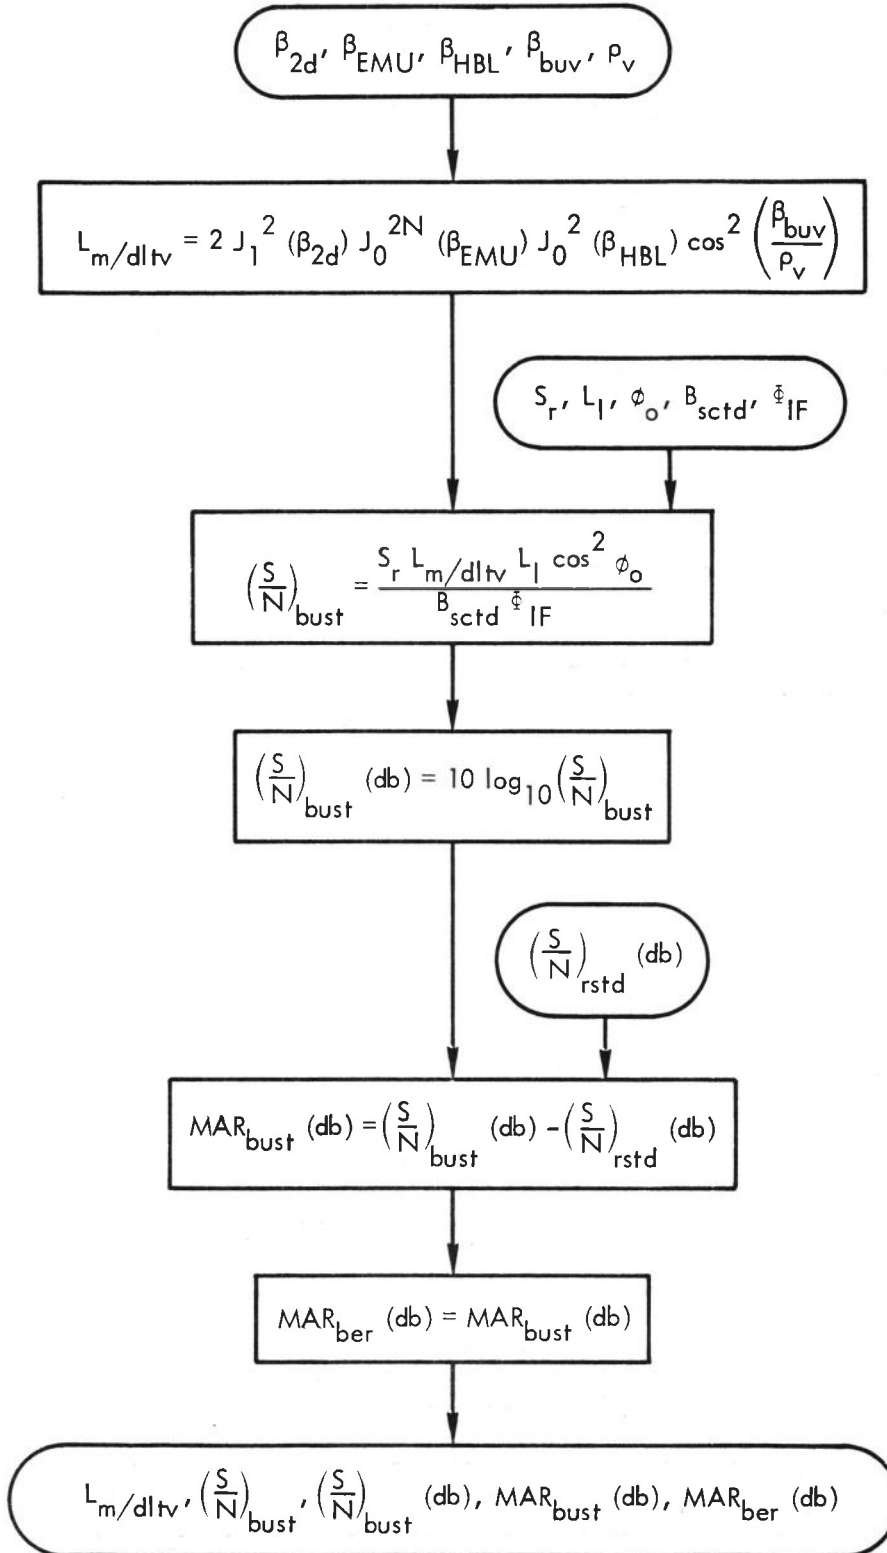 β_2d, β_EMU, β_HBL, β_buv, ρ_v
L_m/dltv = 2 J_1^2 (β_2d) J_0^2N (β_EMU) J_0^2 (β_HBL) cos^2 (β_buv / ρ_v)
S_r, L_l, φ_o, B_sctd, Φ_IF
(S/N)_bust = S_r L_m/dltv L_l cos^2 φ_o / B_sctd Φ_IF
(S/N)_bust (db) = 10 log_10 (S/N)_bust
(S/N)_rstd (db)
MAR_bust (db) = (S/N)_bust (db) - (S/N)_rstd (db)
MAR_ber (db) = MAR_bust (db)
L_m/dltv, (S/N)_bust, (S/N)_bust (db), MAR_bust (db), MAR_ber (db)